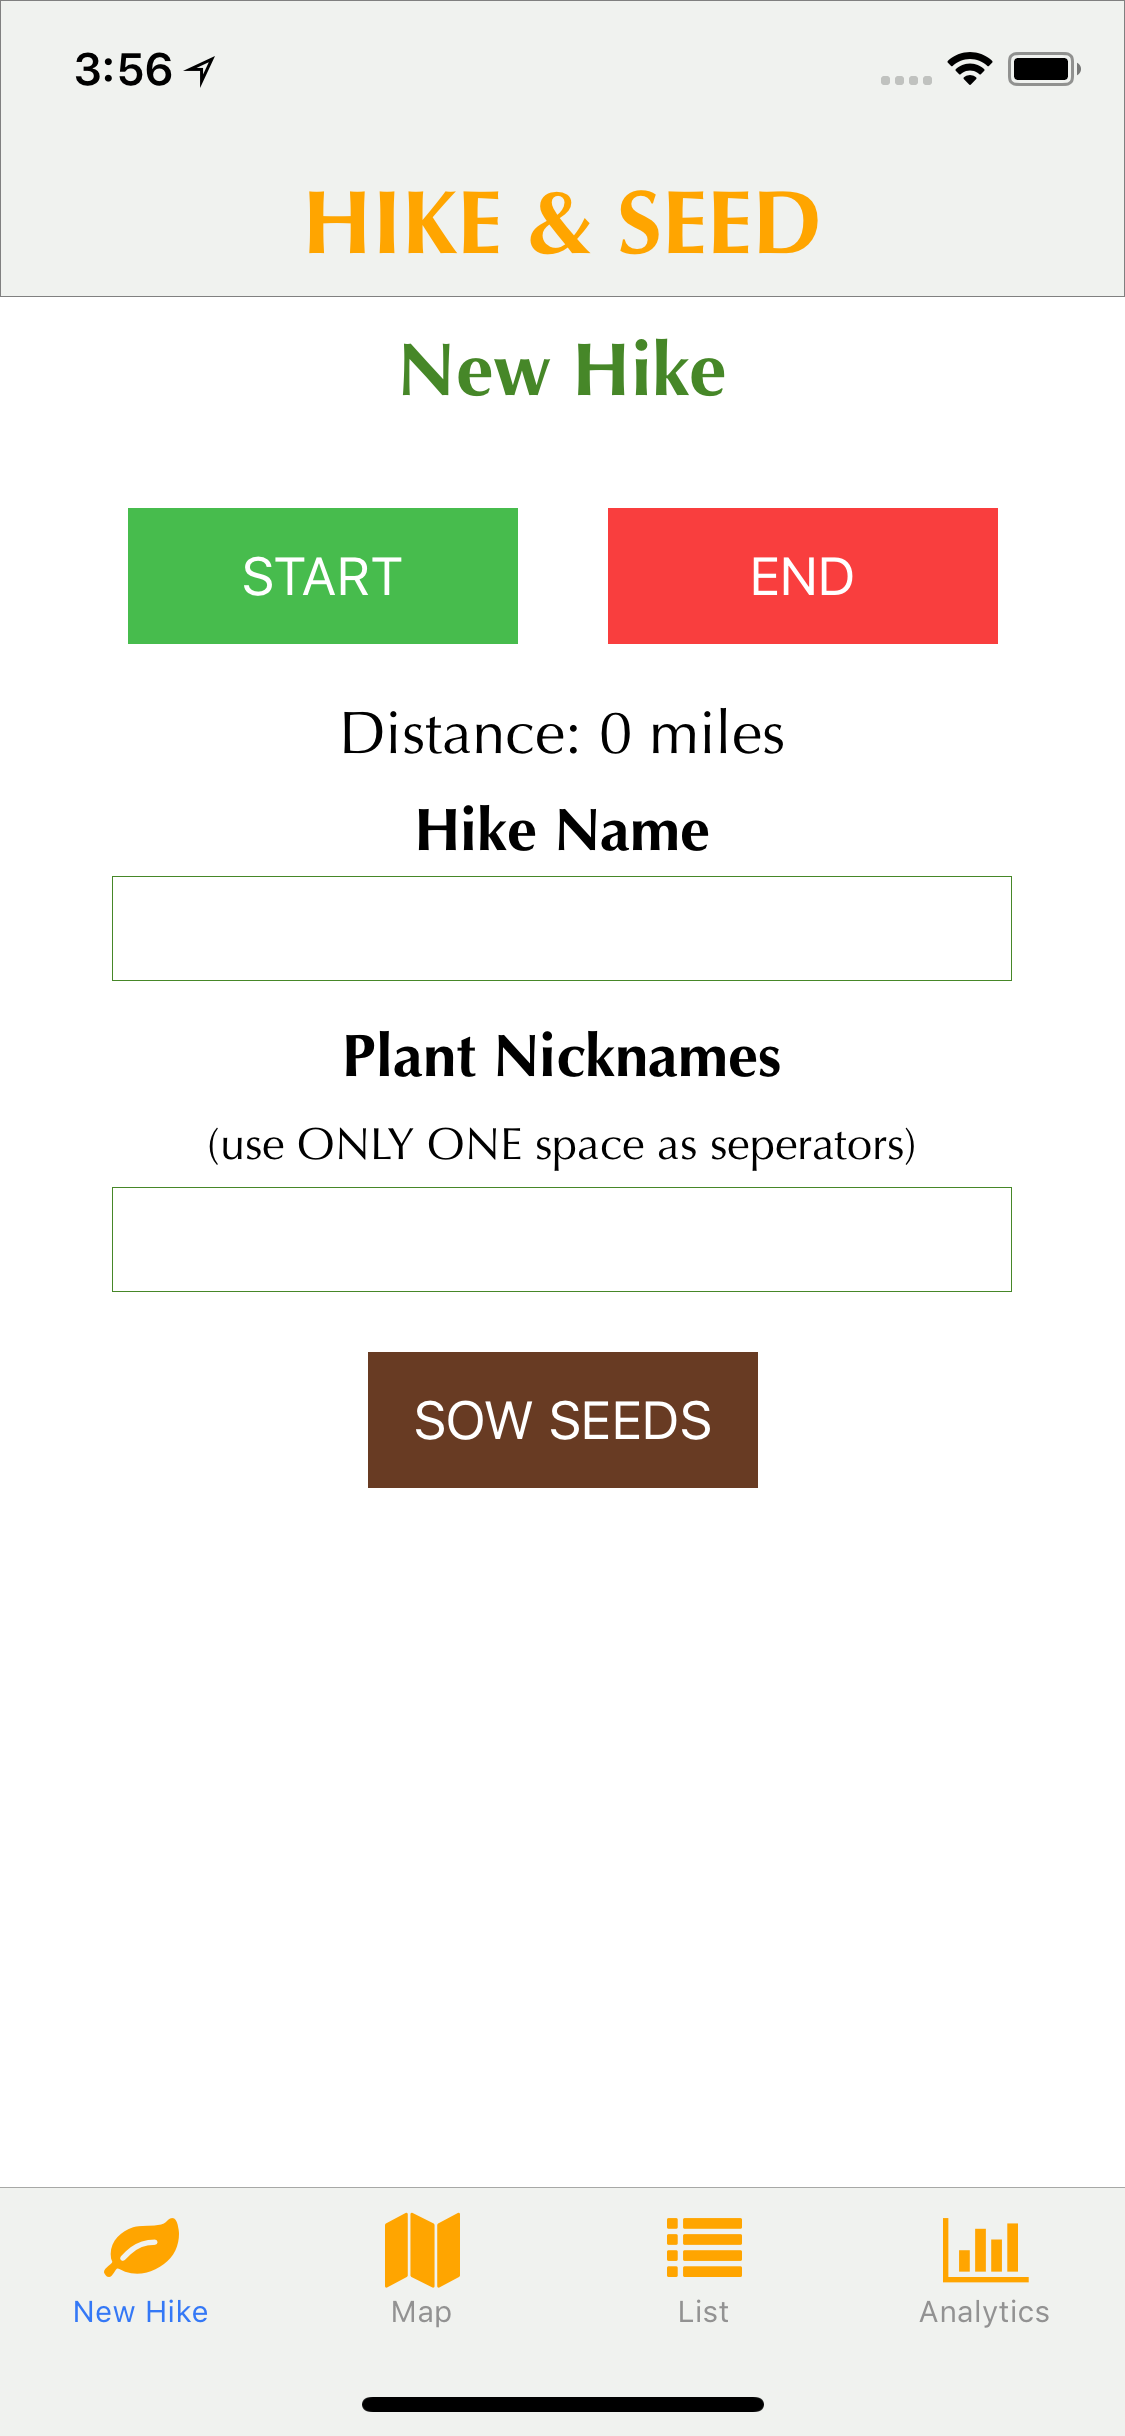 3:56
HIKE & SEED
New Hike
START
END
Distance: 0 miles
Hike Name
Plant Nicknames
(use ONLY ONE space as seperators)
SOW SEEDS
New Hike
Map
List
Analytics